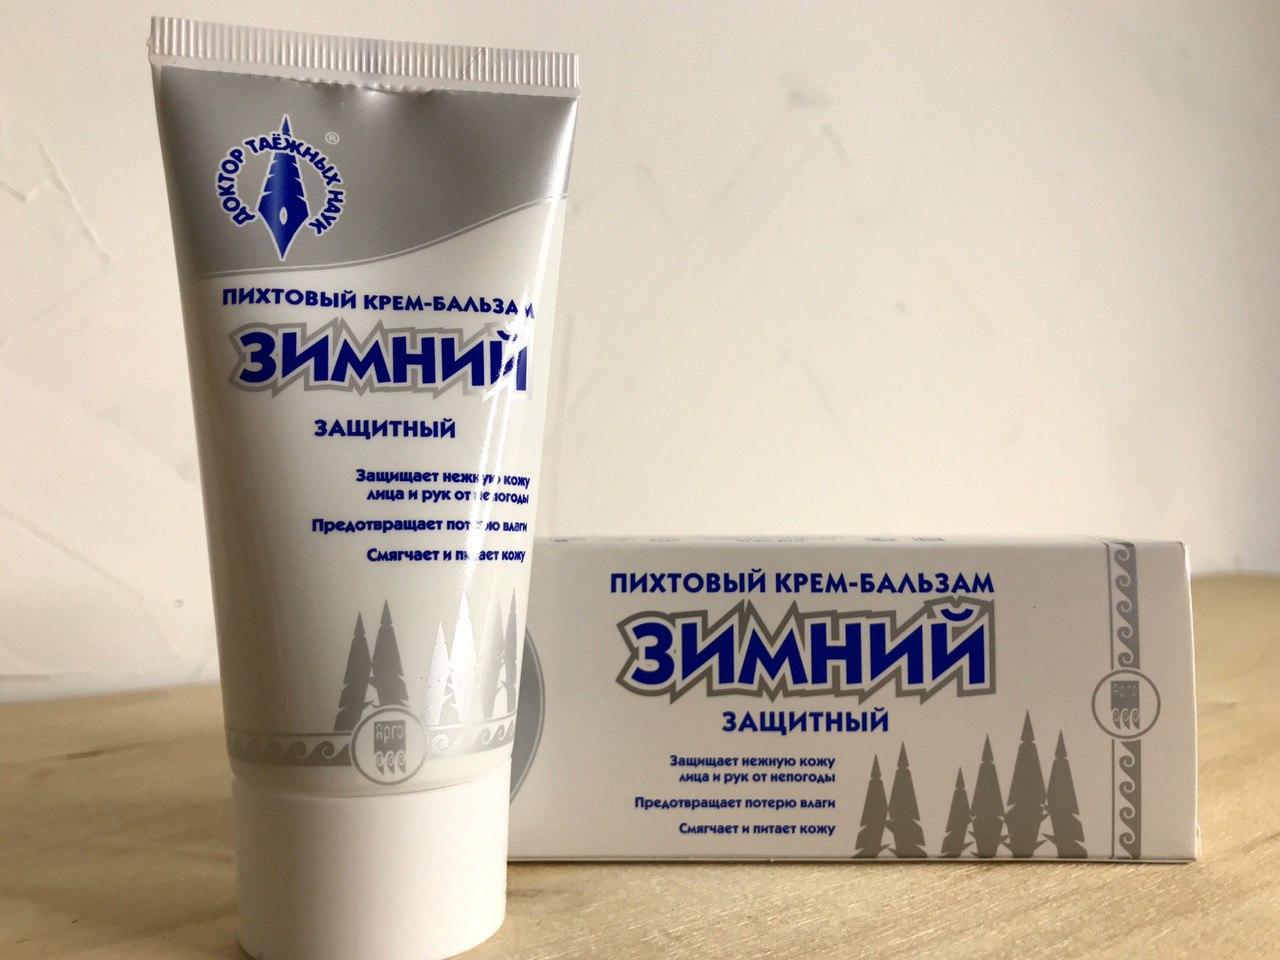 ДОКТОР ТАЁЖНЫХ НАУК
®
ПИХТОВЫЙ КРЕМ-БАЛЬЗАМ
ЗИМНИЙ
ЗАЩИТНЫЙ
Защищает нежную кожу
лица и рук от непогоды
Предотвращает потерю влаги
Смягчает и питает кожу
Арго
ПИХТОВЫЙ КРЕМ-БАЛЬЗАМ
ЗИМНИЙ
ЗАЩИТНЫЙ
Защищает нежную кожу
лица и рук от непогоды
Предотвращает потерю влаги
Смягчает и питает кожу
Арго